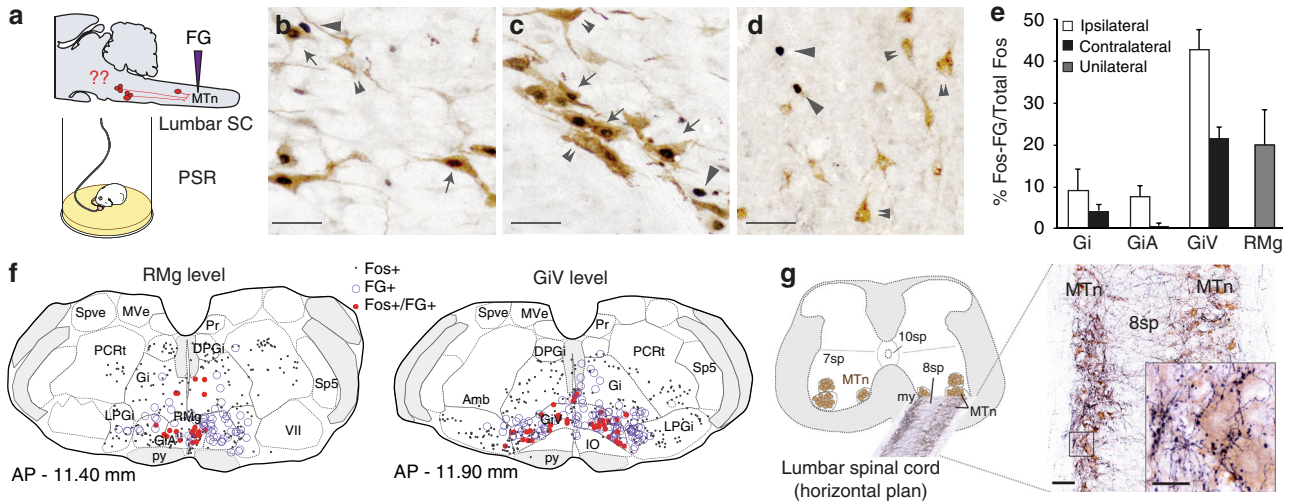 a
FG
??
MTn
Lumbar SC
PSR
b
c
d
e
% Fos-FG/Total Fos
50
40
30
20
10
0
Ipsilateral
Contralateral
Unilateral
Gi
GiA
GiV
RMg
f
RMg level
Spve
MVe
Pr
PCRt
DPGi
Gi
Sp5
LPGi
RMg
GiA
VII
py
AP - 11.40 mm
Fos+
FG+
Fos+/FG+
GiV level
Spve
MVe
Pr
DPGi
PCRt
Gi
Sp5
Amb
GiV
LPGi
IO
py
AP - 11.90 mm
g
10sp
7sp
8sp
MTn
my
MTn
Lumbar spinal cord
(horizontal plan)
MTn
MTn
8sp